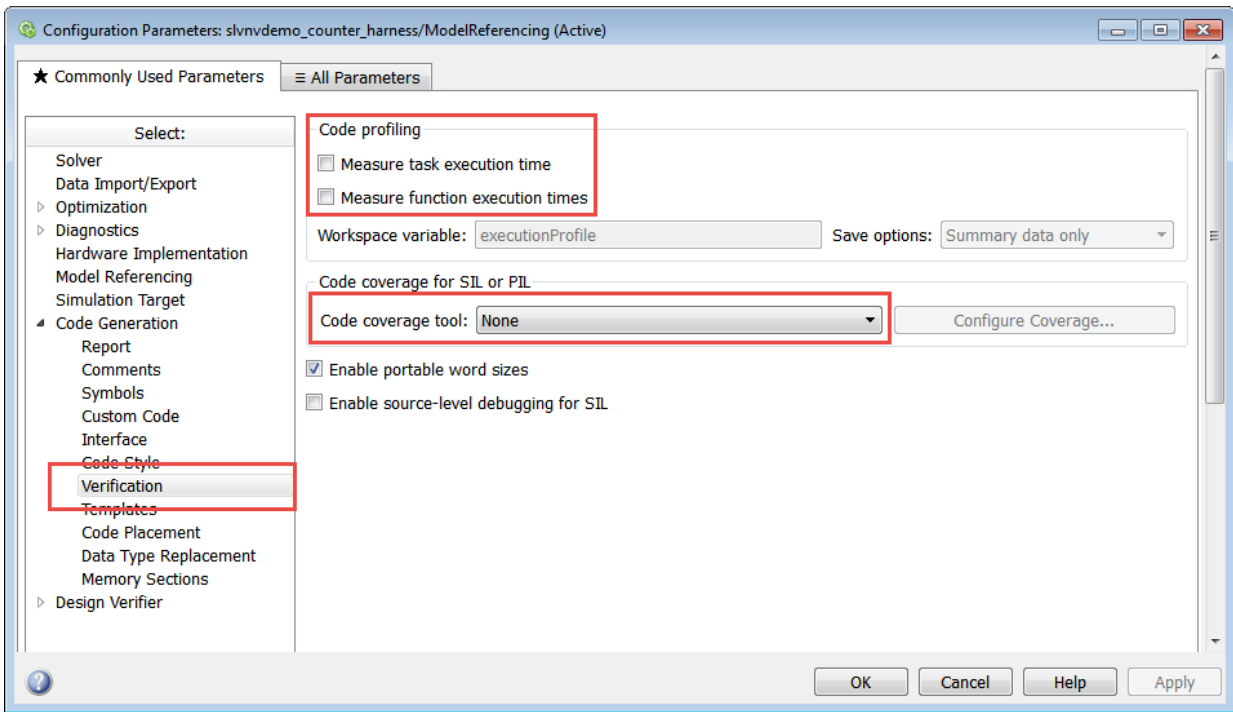 Configuration Parameters: slvnvdemo_counter_harness/ModelReferencing (Active)
★ Commonly Used Parameters
≡ All Parameters
Select:
Solver
Data Import/Export
Optimization
Diagnostics
Hardware Implementation
Model Referencing
Simulation Target
Code Generation
Report
Comments
Symbols
Custom Code
Interface
Code Style
Verification
Templates
Code Placement
Data Type Replacement
Memory Sections
Design Verifier
Code profiling
Measure task execution time
Measure function execution times
Workspace variable: executionProfile Save options: Summary data only
Code coverage for SIL or PIL
Code coverage tool: None Configure Coverage...
Enable portable word sizes
Enable source-level debugging for SIL
? OK Cancel Help Apply